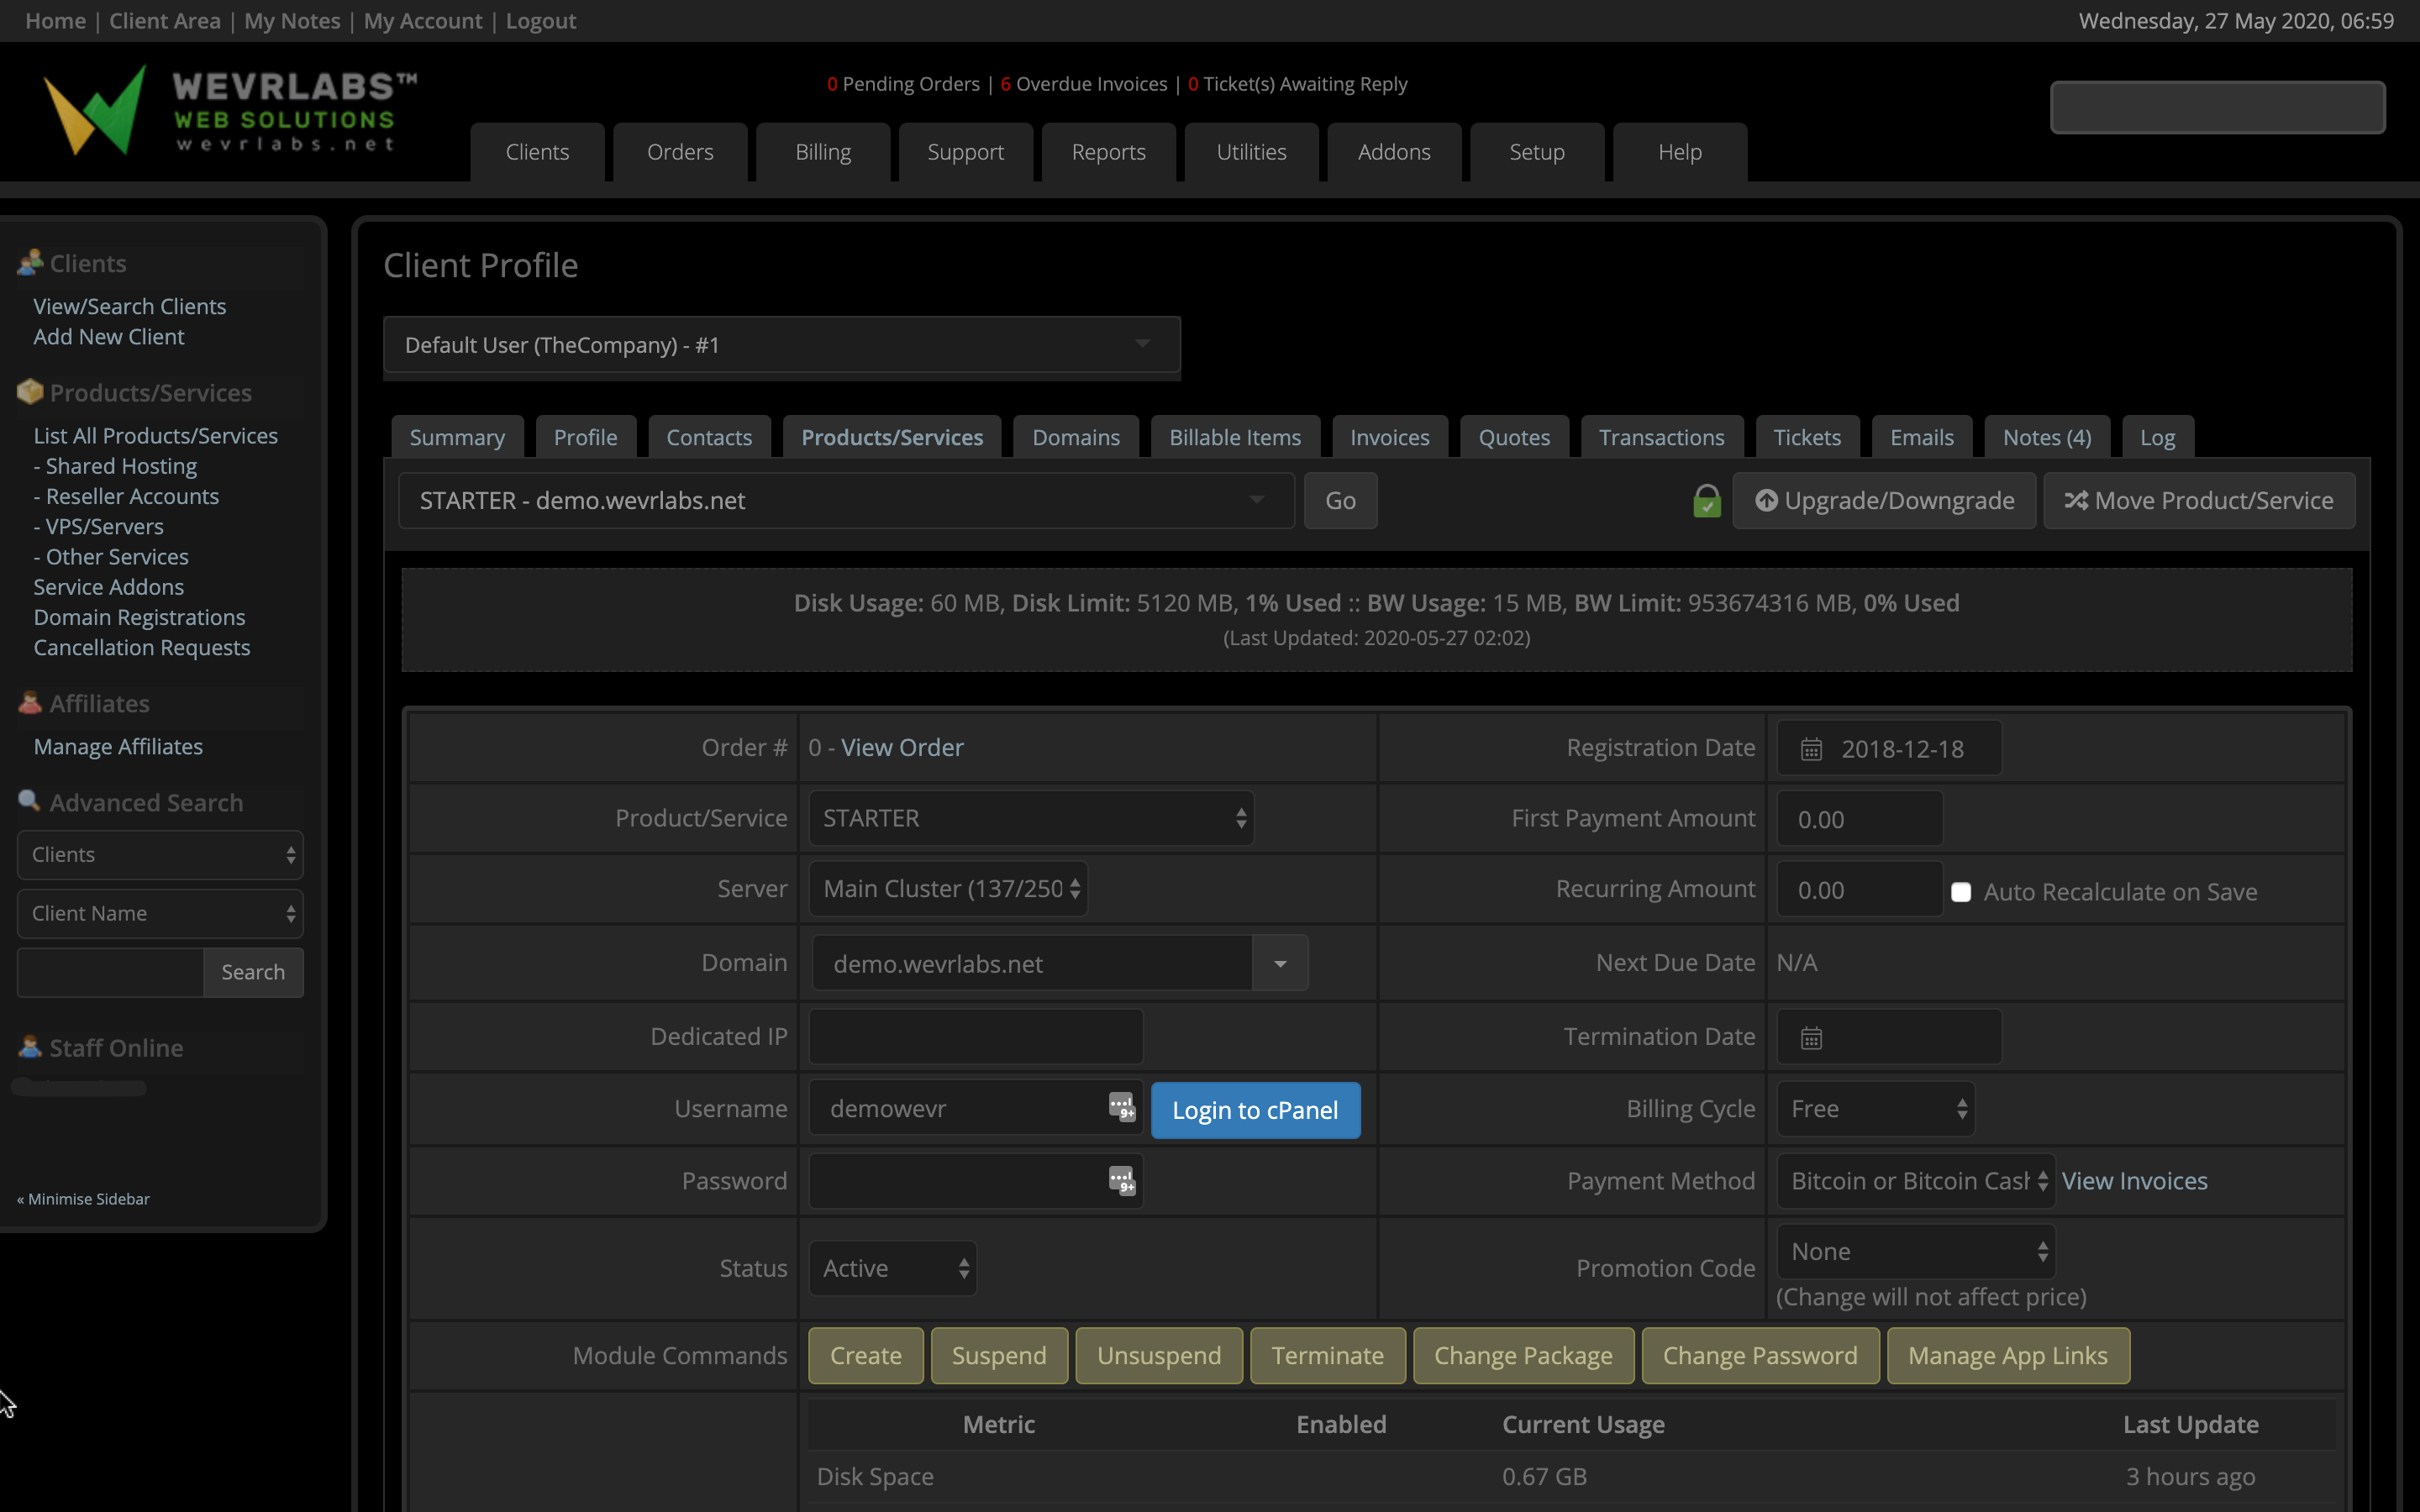 Home | Client Area | My Notes | My Account | Logout
Wednesday, 27 May 2020, 06:59
WEVRLABS™
WEB SOLUTIONS
wevrlabs.net
0 Pending Orders | 6 Overdue Invoices | 0 Ticket(s) Awaiting Reply
Clients Orders Billing Support Reports Utilities Addons Setup Help
Clients
View/Search Clients
Add New Client
Products/Services
List All Products/Services
- Shared Hosting
- Reseller Accounts
- VPS/Servers
- Other Services
Service Addons
Domain Registrations
Cancellation Requests
Affiliates
Manage Affiliates
Advanced Search
Clients
Client Name
Search
Staff Online
« Minimise Sidebar
Client Profile
Default User (TheCompany) - #1
Summary Profile Contacts Products/Services Domains Billable Items Invoices Quotes Transactions Tickets Emails Notes (4) Log
STARTER - demo.wevrlabs.net Go Upgrade/Downgrade Move Product/Service
Disk Usage: 60 MB, Disk Limit: 5120 MB, 1% Used :: BW Usage: 15 MB, BW Limit: 953674316 MB, 0% Used
(Last Updated: 2020-05-27 02:02)
Order # 0 - View Order Registration Date 2018-12-18
Product/Service STARTER First Payment Amount 0.00
Server Main Cluster (137/250 Recurring Amount 0.00 Auto Recalculate on Save
Domain demo.wevrlabs.net Next Due Date N/A
Dedicated IP Termination Date
Username demowevr 9+ Login to cPanel Billing Cycle Free
Password 9+ Payment Method Bitcoin or Bitcoin Cash View Invoices
Status Active Promotion Code None
(Change will not affect price)
Module Commands Create Suspend Unsuspend Terminate Change Package Change Password Manage App Links
Metric Enabled Current Usage Last Update
Disk Space 0.67 GB 3 hours ago